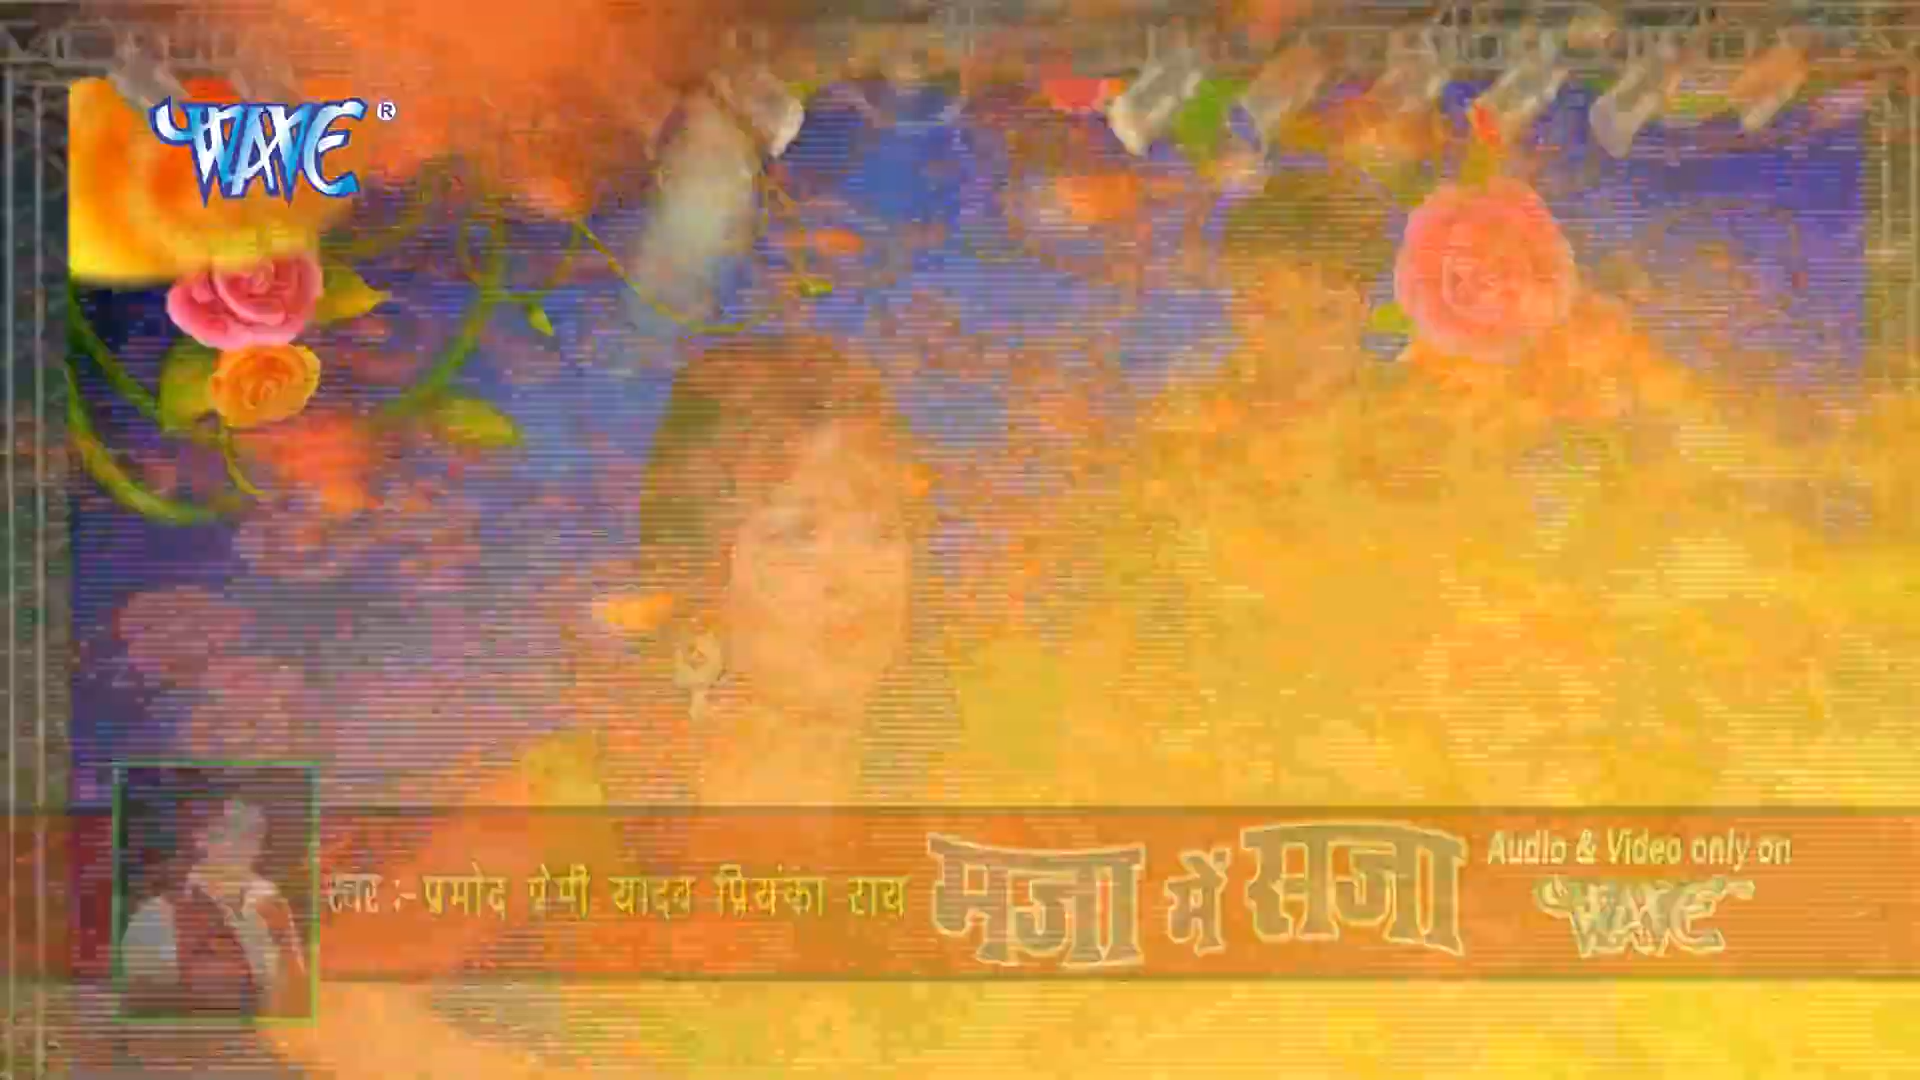 WAVE®
स्वर :- प्रमोद प्रेमी यादव प्रियंका राय
मजा में सजा
Audio & Video only on
WAVE